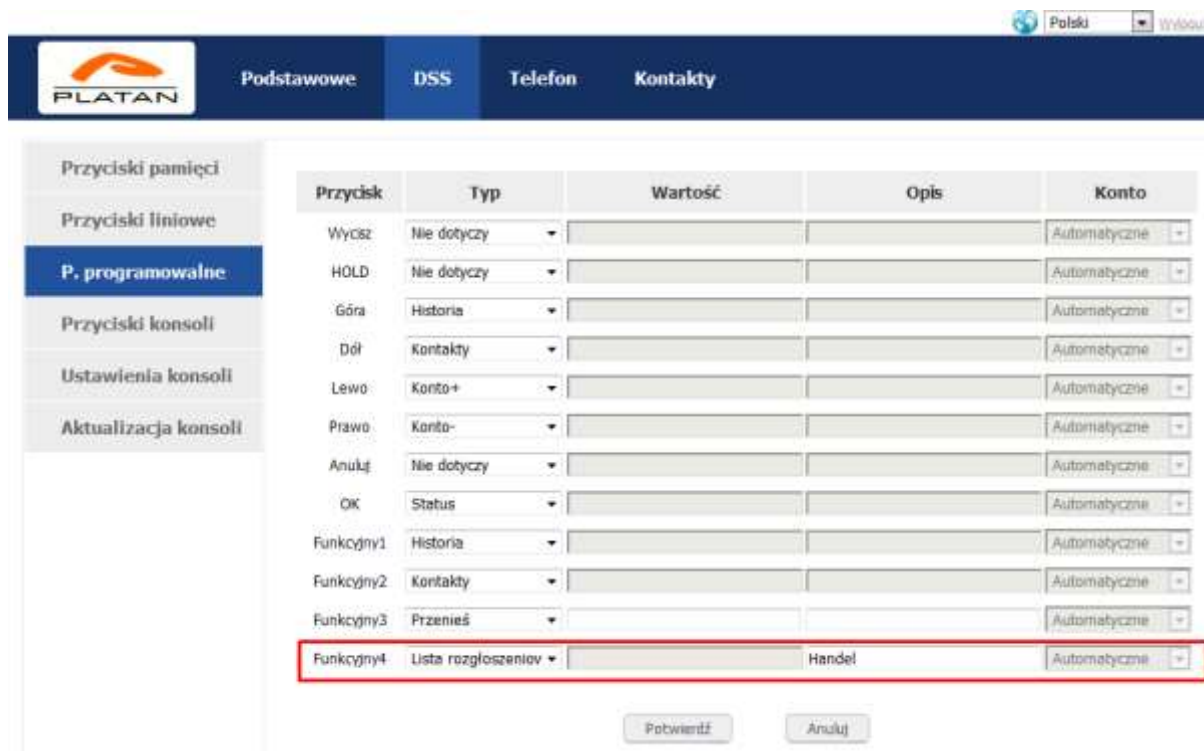 Polski
PLATAN
Podstawowe DSS Telefon Kontakty
Przyciski pamięci
Przyciski liniowe
P. programowalne
Przyciski konsoli
Ustawienia konsoli
Aktualizacja konsoli
Przycisk Typ Wartość Opis Konto
Wycisz Nie dotyczy Automatyczne
HOLD Nie dotyczy Automatyczne
Góra Historia Automatyczne
Dół Kontakty Automatyczne
Lewo Konto+ Automatyczne
Prawo Konto- Automatyczne
Anuluj Nie dotyczy Automatyczne
OK Status Automatyczne
Funkcyjny1 Historia Automatyczne
Funkcyjny2 Kontakty Automatyczne
Funkcyjny3 Przenieś Automatyczne
Funkcyjny4 Lista rozgłoszeniov Handel Automatyczne
Potwierdź Anuluj